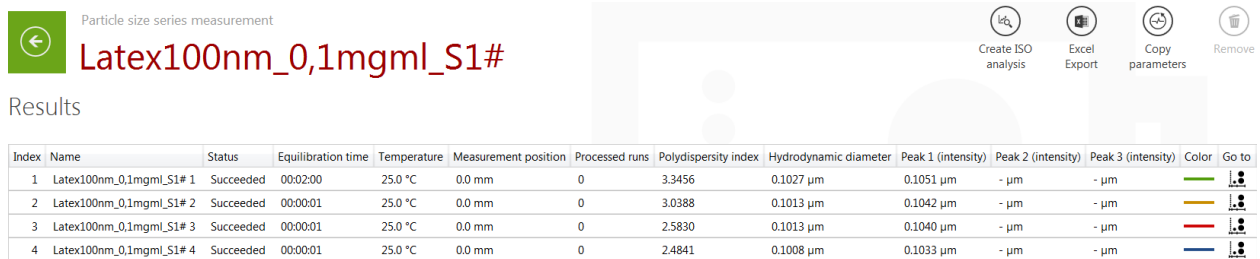 Particle size series measurement
Latex100nm_0,1mgml_S1#
Create ISO analysis
Excel Export
Copy parameters
Remove
Results
Index Name Status Equilibration time Temperature Measurement position Processed runs Polydispersity index Hydrodynamic diameter Peak 1 (intensity) Peak 2 (intensity) Peak 3 (intensity) Color Go to
1 Latex100nm_0,1mgml_S1# 1 Succeeded 00:02:00 25.0 °C 0.0 mm 0 3.3456 0.1027 µm 0.1051 µm - µm - µm
2 Latex100nm_0,1mgml_S1# 2 Succeeded 00:00:01 25.0 °C 0.0 mm 0 3.0388 0.1013 µm 0.1042 µm - µm - µm
3 Latex100nm_0,1mgml_S1# 3 Succeeded 00:00:01 25.0 °C 0.0 mm 0 2.5830 0.1013 µm 0.1040 µm - µm - µm
4 Latex100nm_0,1mgml_S1# 4 Succeeded 00:00:01 25.0 °C 0.0 mm 0 2.4841 0.1008 µm 0.1033 µm - µm - µm